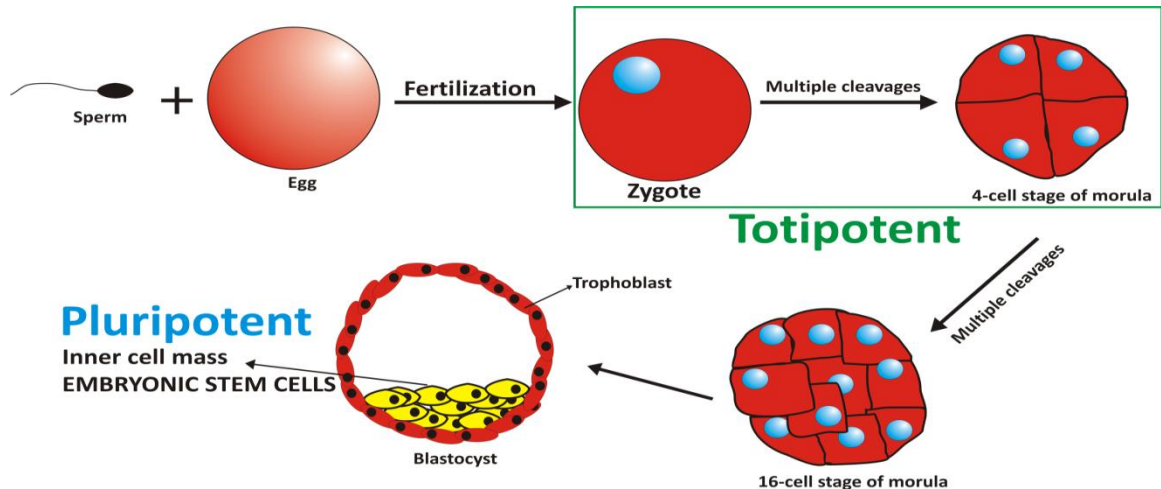 Sperm
+
Egg
Fertilization
Zygote
Multiple cleavages
4-cell stage of morula
Totipotent
Multiple cleavages
16-cell stage of morula
Trophoblast
Blastocyst
Pluripotent
Inner cell mass
EMBRYONIC STEM CELLS